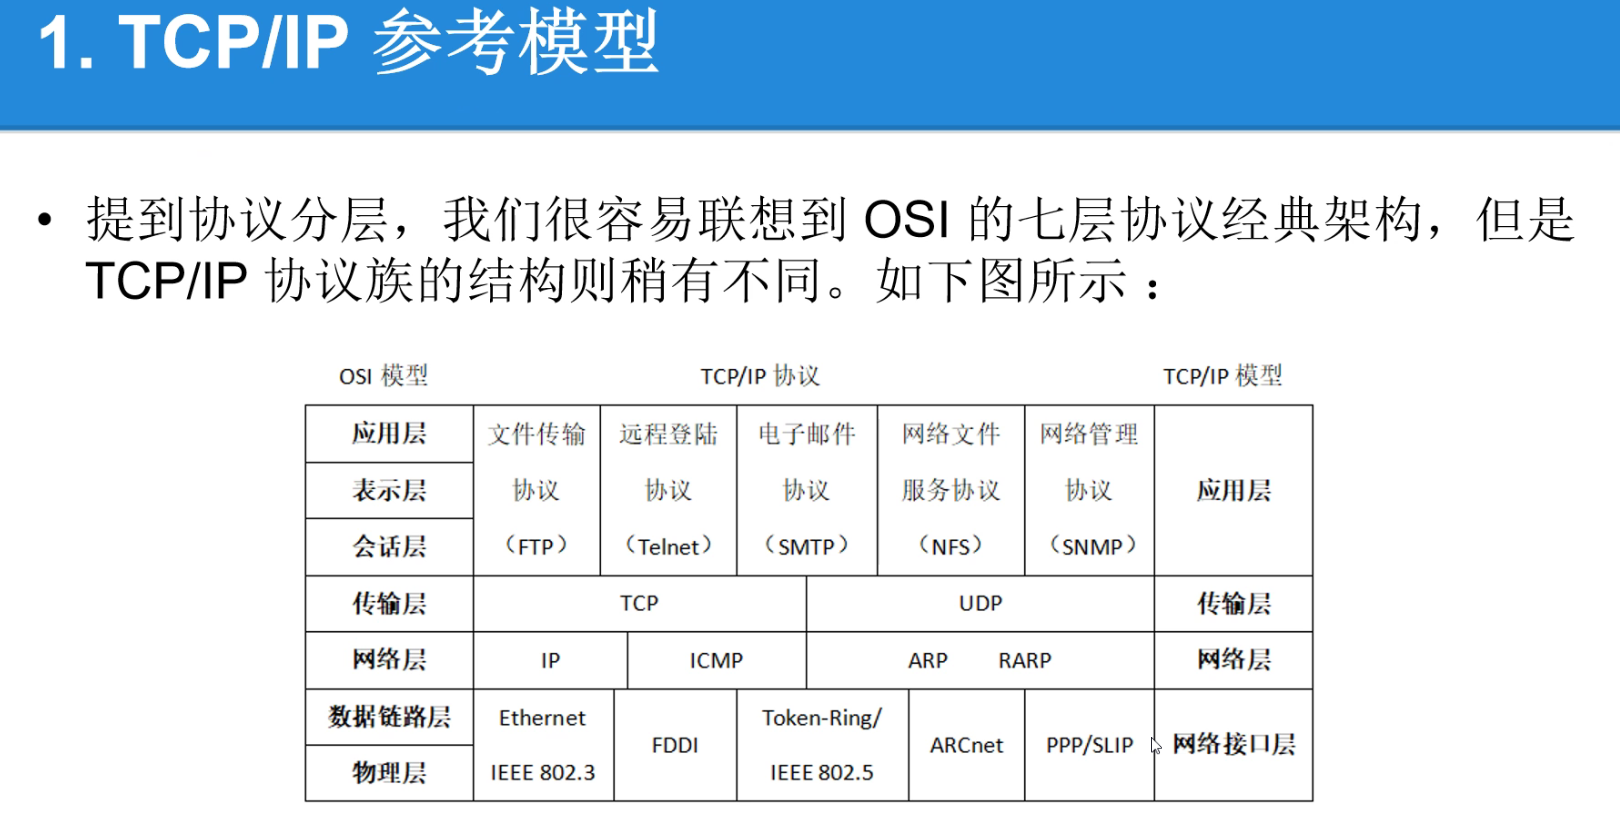 1. TCP/IP 参考模型
• 提到协议分层，我们很容易联想到 OSI 的七层协议经典架构，但是
TCP/IP 协议族的结构则稍有不同。如下图所示：
OSI 模型 TCP/IP 协议 TCP/IP 模型
应用层 文件传输 远程登陆 电子邮件 网络文件 网络管理
表示层 协议 协议 协议 服务协议 协议 应用层
会话层 （FTP） （Telnet） （SMTP） （NFS） （SNMP）
传输层 TCP UDP 传输层
网络层 IP ICMP ARP RARP 网络层
数据链路层 Ethernet Token-Ring/
FDDI ARCnet PPP/SLIP 网络接口层
物理层 IEEE 802.3 IEEE 802.5